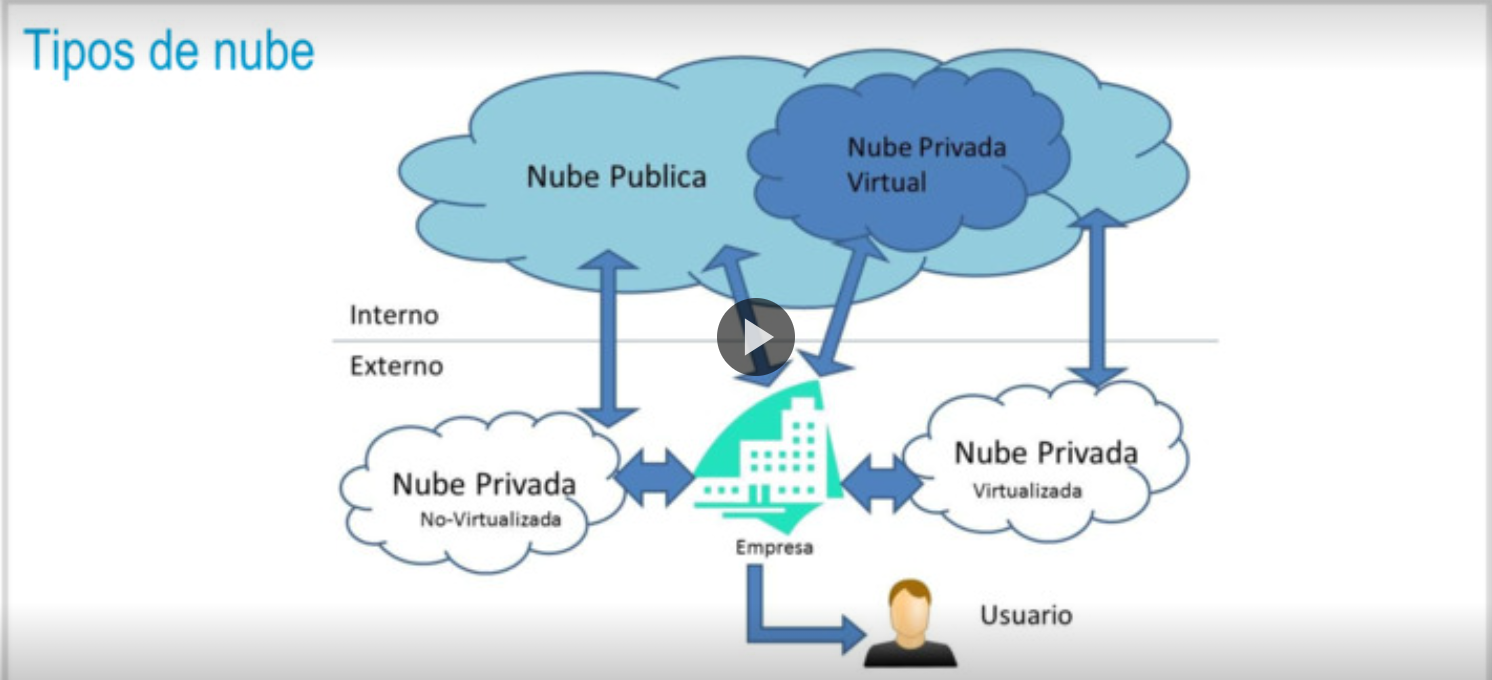 Tipos de nube
Nube Publica
Nube Privada
Virtual
Interno
Externo
Nube Privada
No-Virtualizada
Nube Privada
Virtualizada
Empresa
Usuario